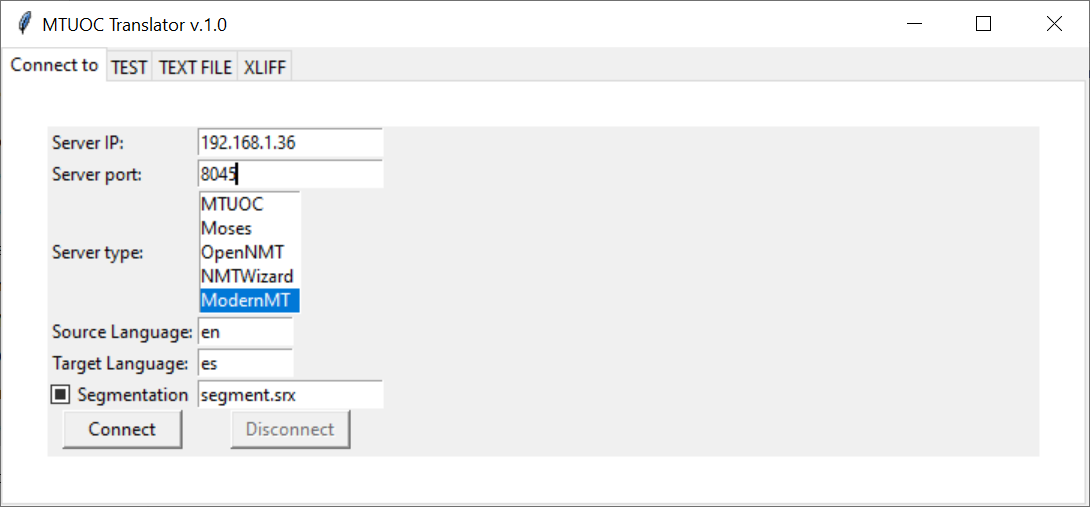 MTUOC Translator v.1.0
Connect to TEST TEXT FILE XLIFF
Server IP: 192.168.1.36
Server port: 8045
MTUOC
Moses
Server type: OpenNMT
NMTWizard
ModernMT
Source Language: en
Target Language: es
Segmentation segment.srx
Connect Disconnect